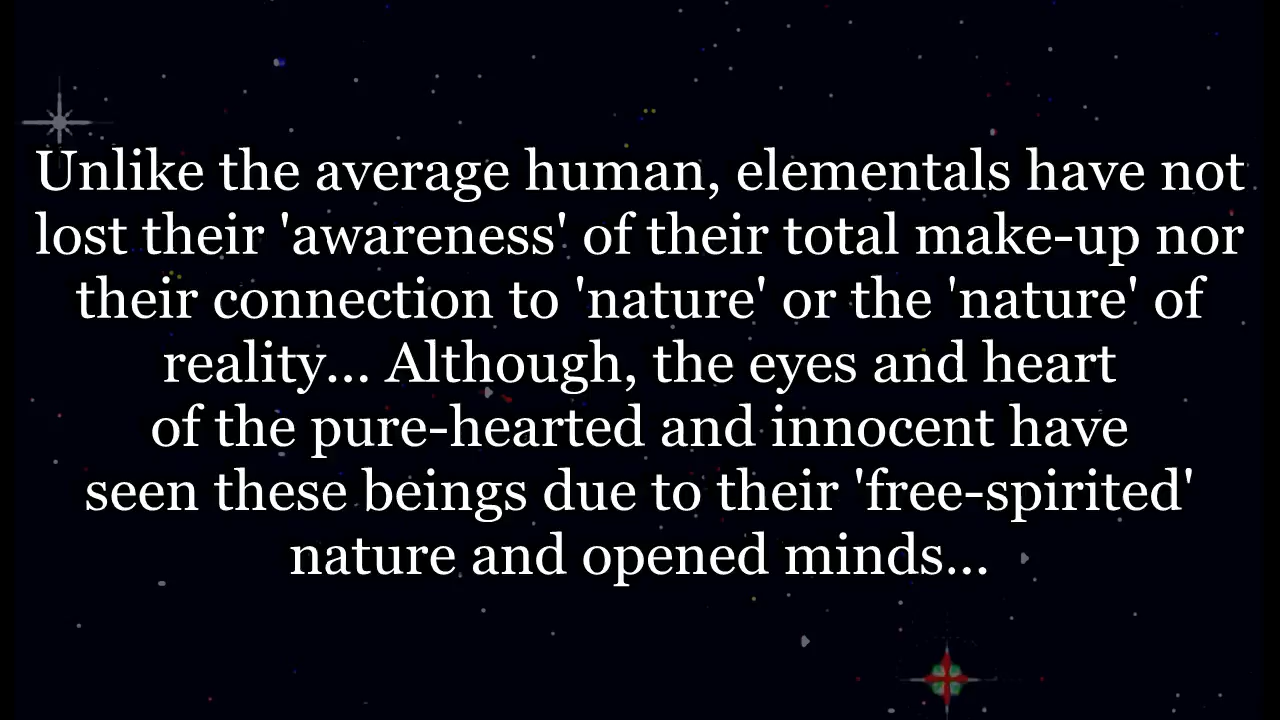 Unlike the average human, elementals have not
lost their 'awareness' of their total make-up nor
their connection to 'nature' or the 'nature' of
reality... Although, the eyes and heart
of the pure-hearted and innocent have
seen these beings due to their 'free-spirited'
nature and opened minds...